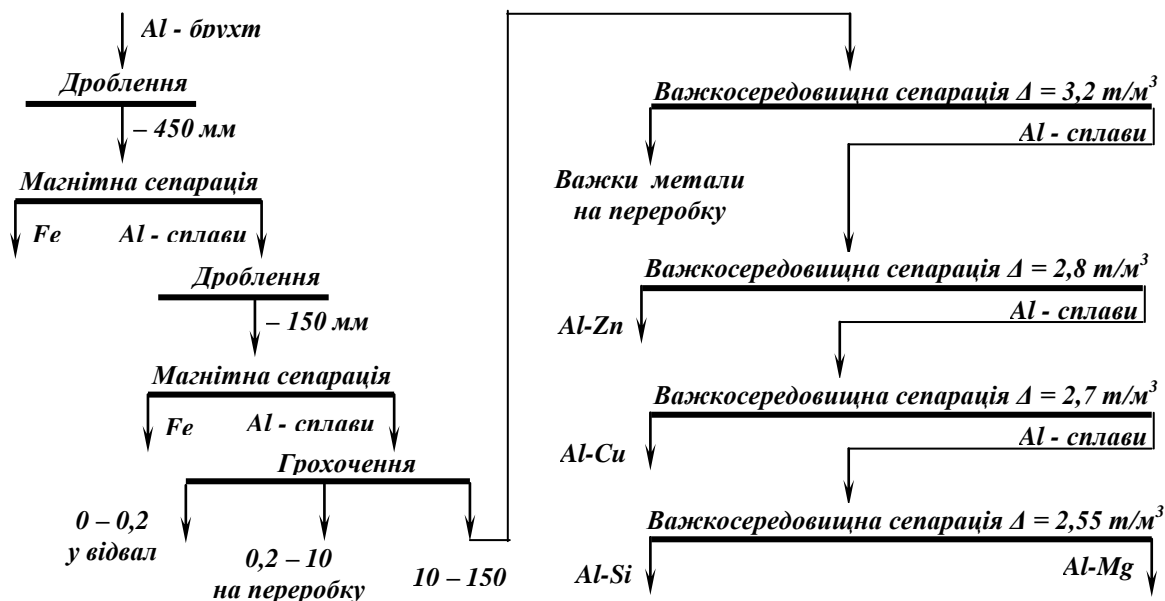 Al - брухт
Дроблення
– 450 мм
Магнітна сепарація
Fe
Al - сплави
Дроблення
– 150 мм
Магнітна сепарація
Fe
Al - сплави
Грохочення
0 – 0,2
у відвал
0,2 – 10
на переробку
10 – 150
Важкосередовищна сепарація Δ = 3,2 т/м³
Al - сплави
Важки метали
на переробку
Важкосередовищна сепарація Δ = 2,8 т/м³
Al - сплави
Al-Zn
Важкосередовищна сепарація Δ = 2,7 т/м³
Al - сплави
Al-Cu
Важкосередовищна сепарація Δ = 2,55 т/м³
Al-Si
Al-Mg